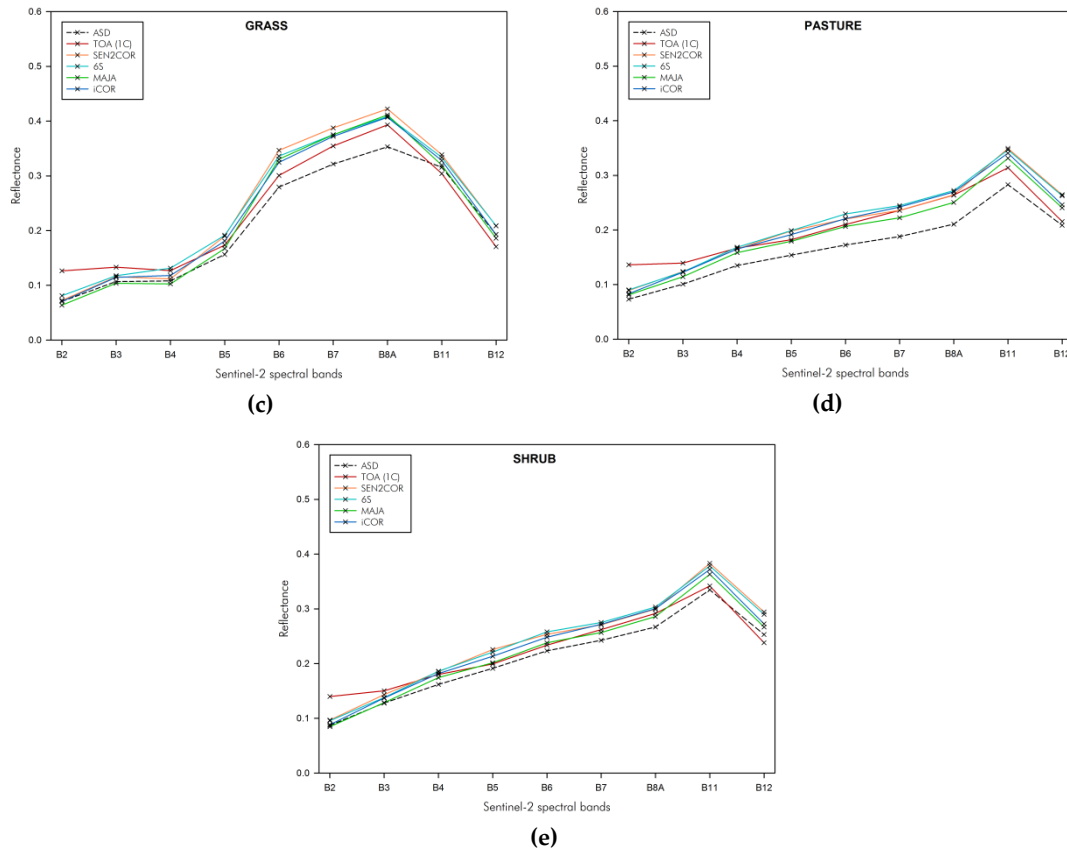 GRASS
ASD
TOA (1C)
SEN2COR
6S
MAJA
iCOR
Reflectance
0.6
0.5
0.4
0.3
0.2
0.1
0.0
B2 B3 B4 B5 B6 B7 B8A B11 B12
Sentinel-2 spectral bands
(c)
PASTURE
ASD
TOA (1C)
SEN2COR
6S
MAJA
iCOR
Reflectance
0.6
0.5
0.4
0.3
0.2
0.1
0.0
B2 B3 B4 B5 B6 B7 B8A B11 B12
Sentinel-2 spectral bands
(d)
SHRUB
ASD
TOA (1C)
SEN2COR
6S
MAJA
iCOR
Reflectance
0.6
0.5
0.4
0.3
0.2
0.1
0.0
B2 B3 B4 B5 B6 B7 B8A B11 B12
Sentinel-2 spectral bands
(e)